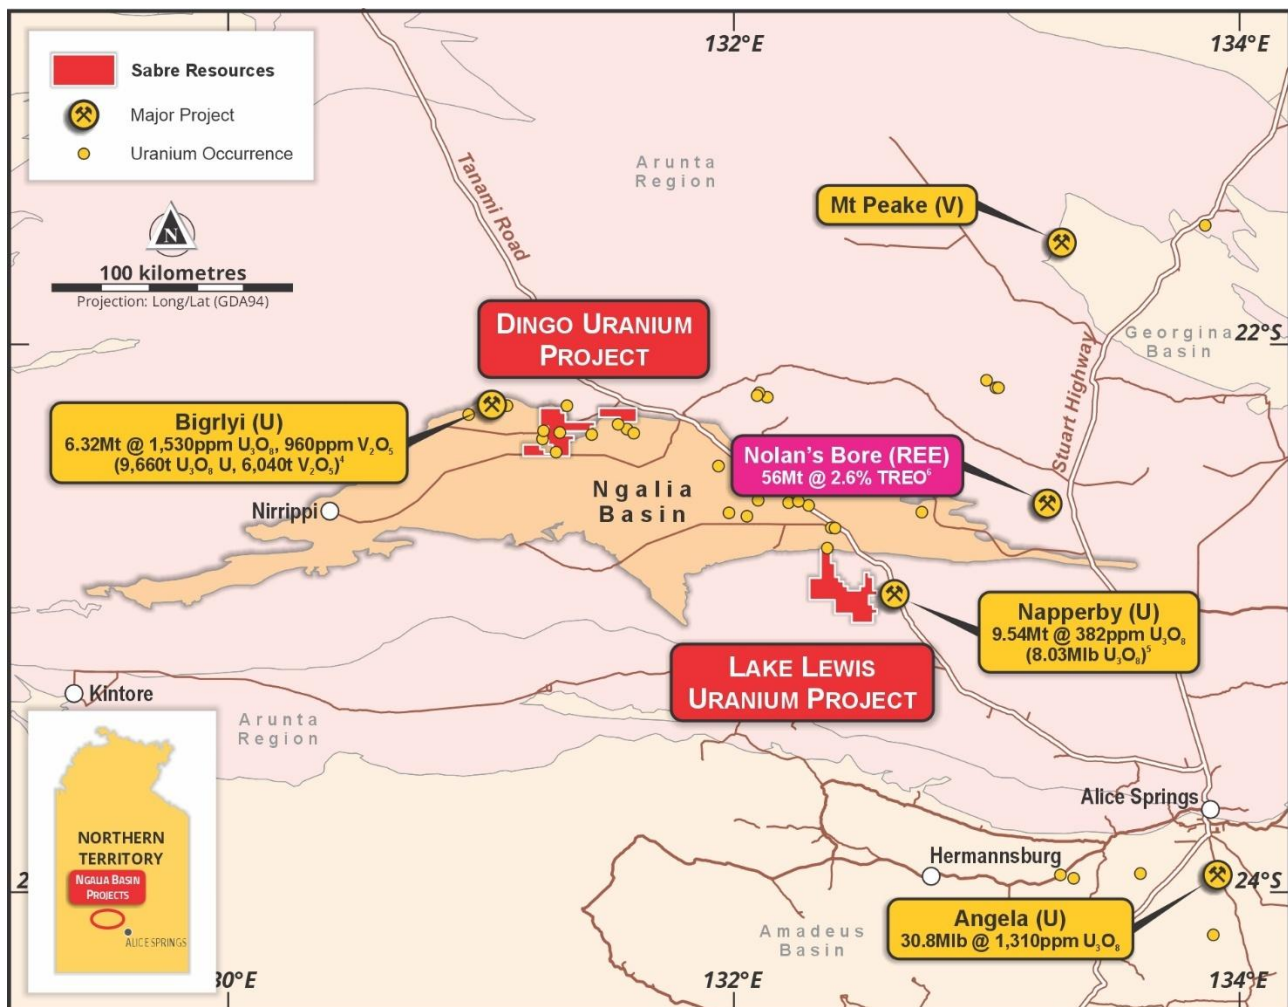 132°E
134°E
Sabre Resources
Major Project
Uranium Occurrence
N
100 kilometres
Projection: Long/Lat (GDA94)
Tanami Road
Arunta
Region
Mt Peake (V)
DINGO URANIUM
PROJECT
Georgina
Basin
22°S
Stuart Highway
Bigrlyi (U)
6.32Mt @ 1,530ppm U₃O₈, 960ppm V₂O₅
(9,660t U₃O₈ U, 6,040t V₂O₅)⁴
Nolan's Bore (REE)
56Mt @ 2.6% TREO⁶
Ngalia
Basin
Nirrippi
Napperby (U)
9.54Mt @ 382ppm U₃O₈
(8.03Mlb U₃O₈)⁵
LAKE LEWIS
URANIUM PROJECT
Kintore
Arunta
Region
Alice Springs
Hermannsburg
24°S
Angela (U)
30.8Mlb @ 1,310ppm U₃O₈
Amadeus
Basin
NORTHERN
TERRITORY
NGALIA BASIN
PROJECTS
ALICE SPRINGS
132°E
134°E